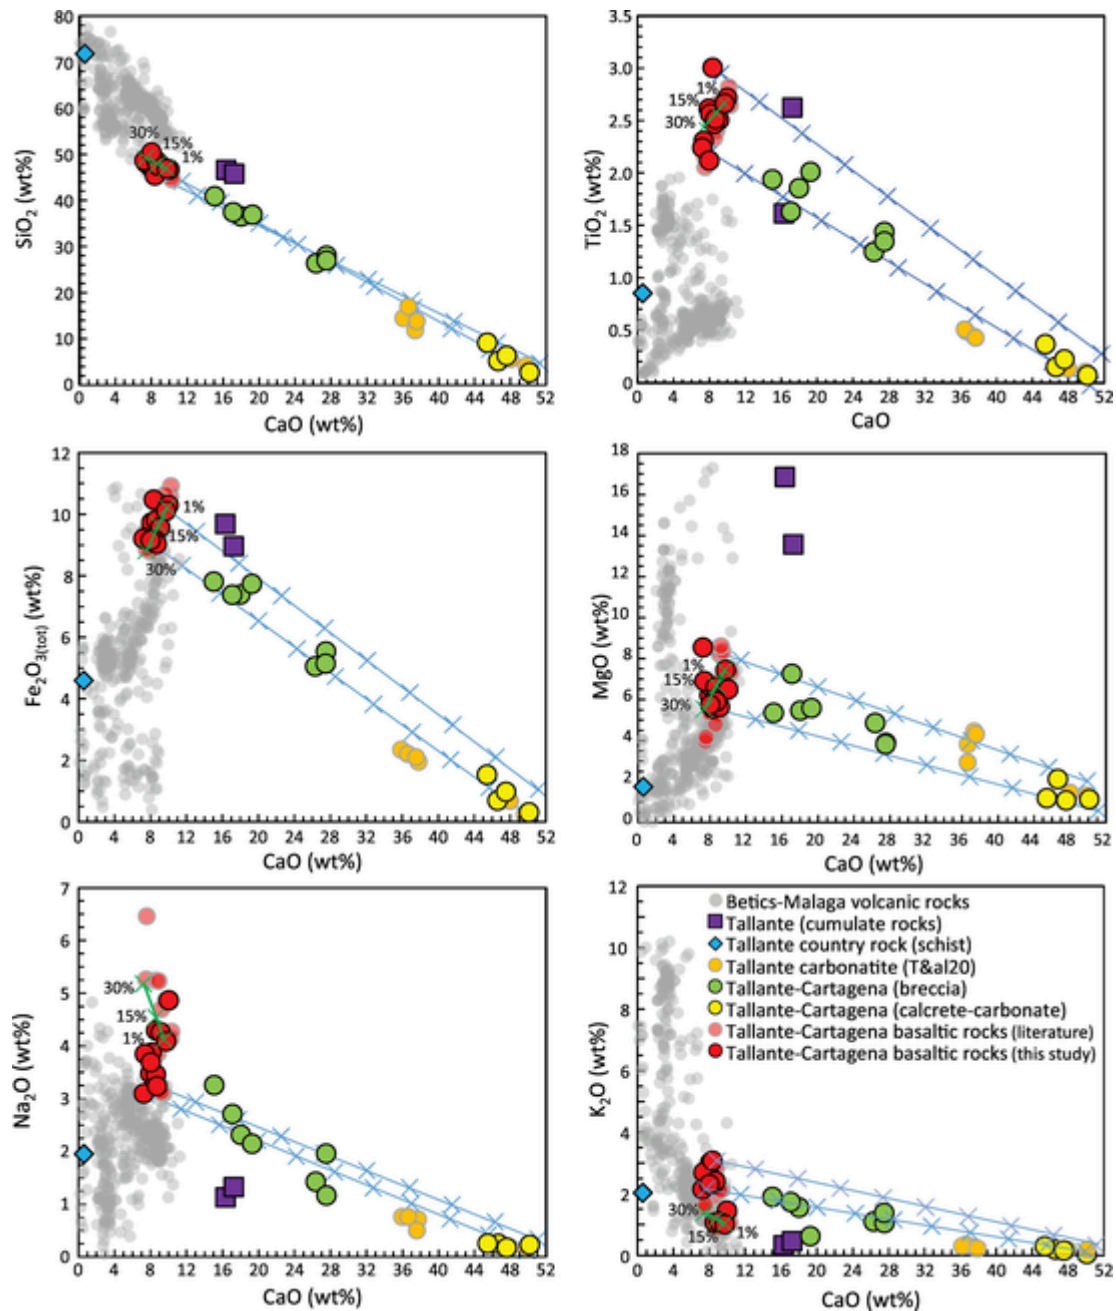 80
70
60
50
40
30
20
10
0
SiO2 (wt%)
30%
15%
1%
0 4 8 12 16 20 24 28 32 36 40 44 48 52
CaO (wt%)
3.5
3.0
2.5
2.0
1.5
1.0
0.5
0
TiO2 (wt%)
1%
15%
30%
0 4 8 12 16 20 24 28 32 36 40 44 48 52
CaO
12
10
8
6
4
2
0
Fe2O3(tot) (wt%)
1%
15%
30%
0 4 8 12 16 20 24 28 32 36 40 44 48 52
CaO (wt%)
18
16
14
12
10
8
6
4
2
0
MgO (wt%)
1%
15%
30%
0 4 8 12 16 20 24 28 32 36 40 44 48 52
CaO (wt%)
7
6
5
4
3
2
1
0
Na2O (wt%)
30%
15%
1%
0 4 8 12 16 20 24 28 32 36 40 44 48 52
CaO (wt%)
12
10
8
6
4
2
0
K2O (wt%)
Betics-Malaga volcanic rocks
Tallante (cumulate rocks)
Tallante country rock (schist)
Tallante carbonatite (T&al20)
Tallante-Cartagena (breccia)
Tallante-Cartagena (calcrete-carbonate)
Tallante-Cartagena basaltic rocks (literature)
Tallante-Cartagena basaltic rocks (this study)
30%
15%
1%
0 4 8 12 16 20 24 28 32 36 40 44 48 52
CaO (wt%)